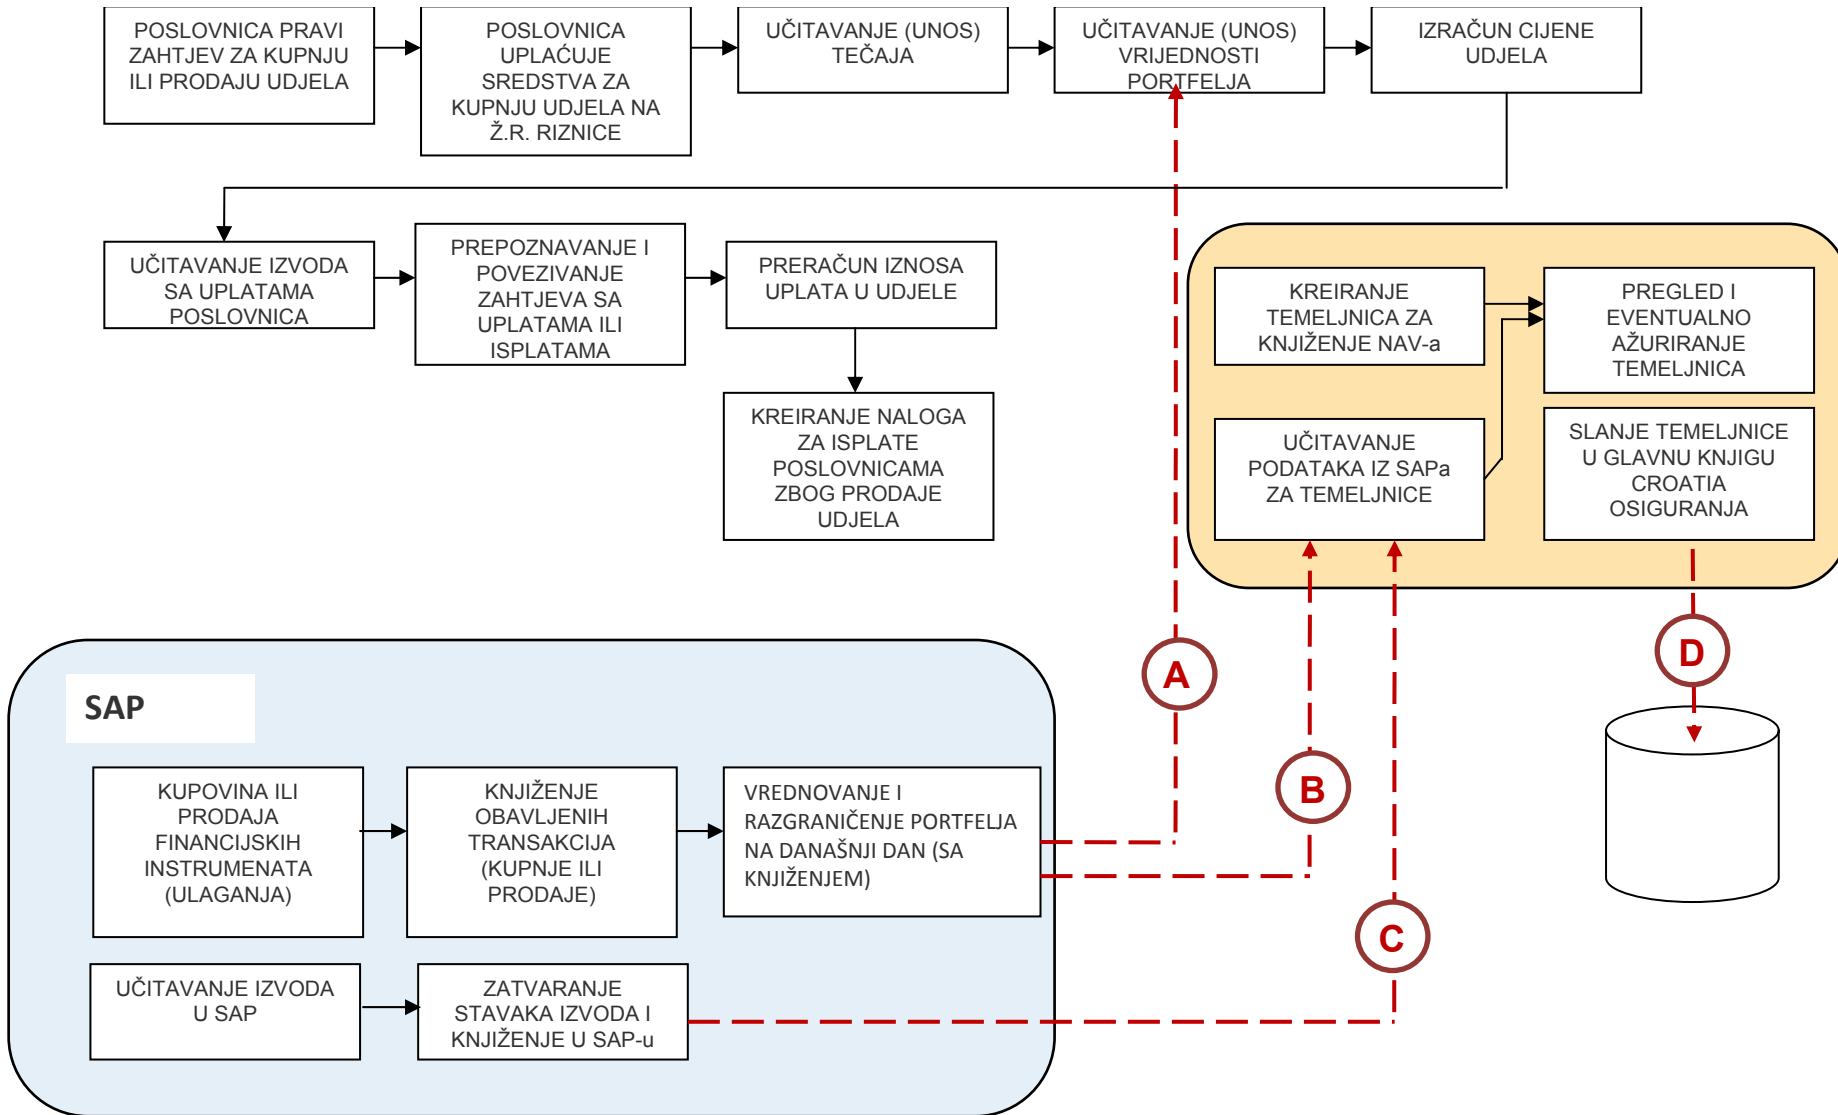 POSLOVNICA PRAVI
ZAHTJEV ZA KUPNJU
ILI PRODAJU UDJELA
POSLOVNICA
UPLAĆUJE
SREDSTVA ZA
KUPNJU UDJELA NA
Ž.R. RIZNICE
UČITAVANJE (UNOS)
TEČAJA
UČITAVANJE (UNOS)
VRIJEDNOSTI
PORTFELJA
IZRAČUN CIJENE
UDJELA
UČITAVANJE IZVODA
SA UPLATAMA
POSLOVNICA
PREPOZNAVANJE I
POVEZIVANJE
ZAHTJEVA SA
UPLATAMA ILI
ISPLATAMA
PRERAČUN IZNOSA
UPLATA U UDJELE
KREIRANJE NALOGA
ZA ISPLATE
POSLOVNICAMA
ZBOG PRODAJE
UDJELA
KREIRANJE
TEMELJNICA ZA
KNJIŽENJE NAV-a
PREGLED I
EVENTUALNO
AŽURIRANJE
TEMELJNICA
UČITAVANJE
PODATAKA IZ SAPa
ZA TEMELJNICE
SLANJE TEMELJNICE
U GLAVNU KNJIGU
CROATIA
OSIGURANJA
A
D
B
C
SAP
KUPOVINA ILI
PRODAJA
FINANCIJSKIH
INSTRUMENATA
(ULAGANJA)
KNJIŽENJE
OBAVLJENIH
TRANSAKCIJA
(KUPNJE ILI
PRODAJE)
VREDNOVANJE I
RAZGRANIČENJE PORTFELJA
NA DANAŠNJI DAN (SA
KNJIŽENJEM)
UČITAVANJE IZVODA
U SAP
ZATVARANJE
STAVAKA IZVODA I
KNJIŽENJE U SAP-u